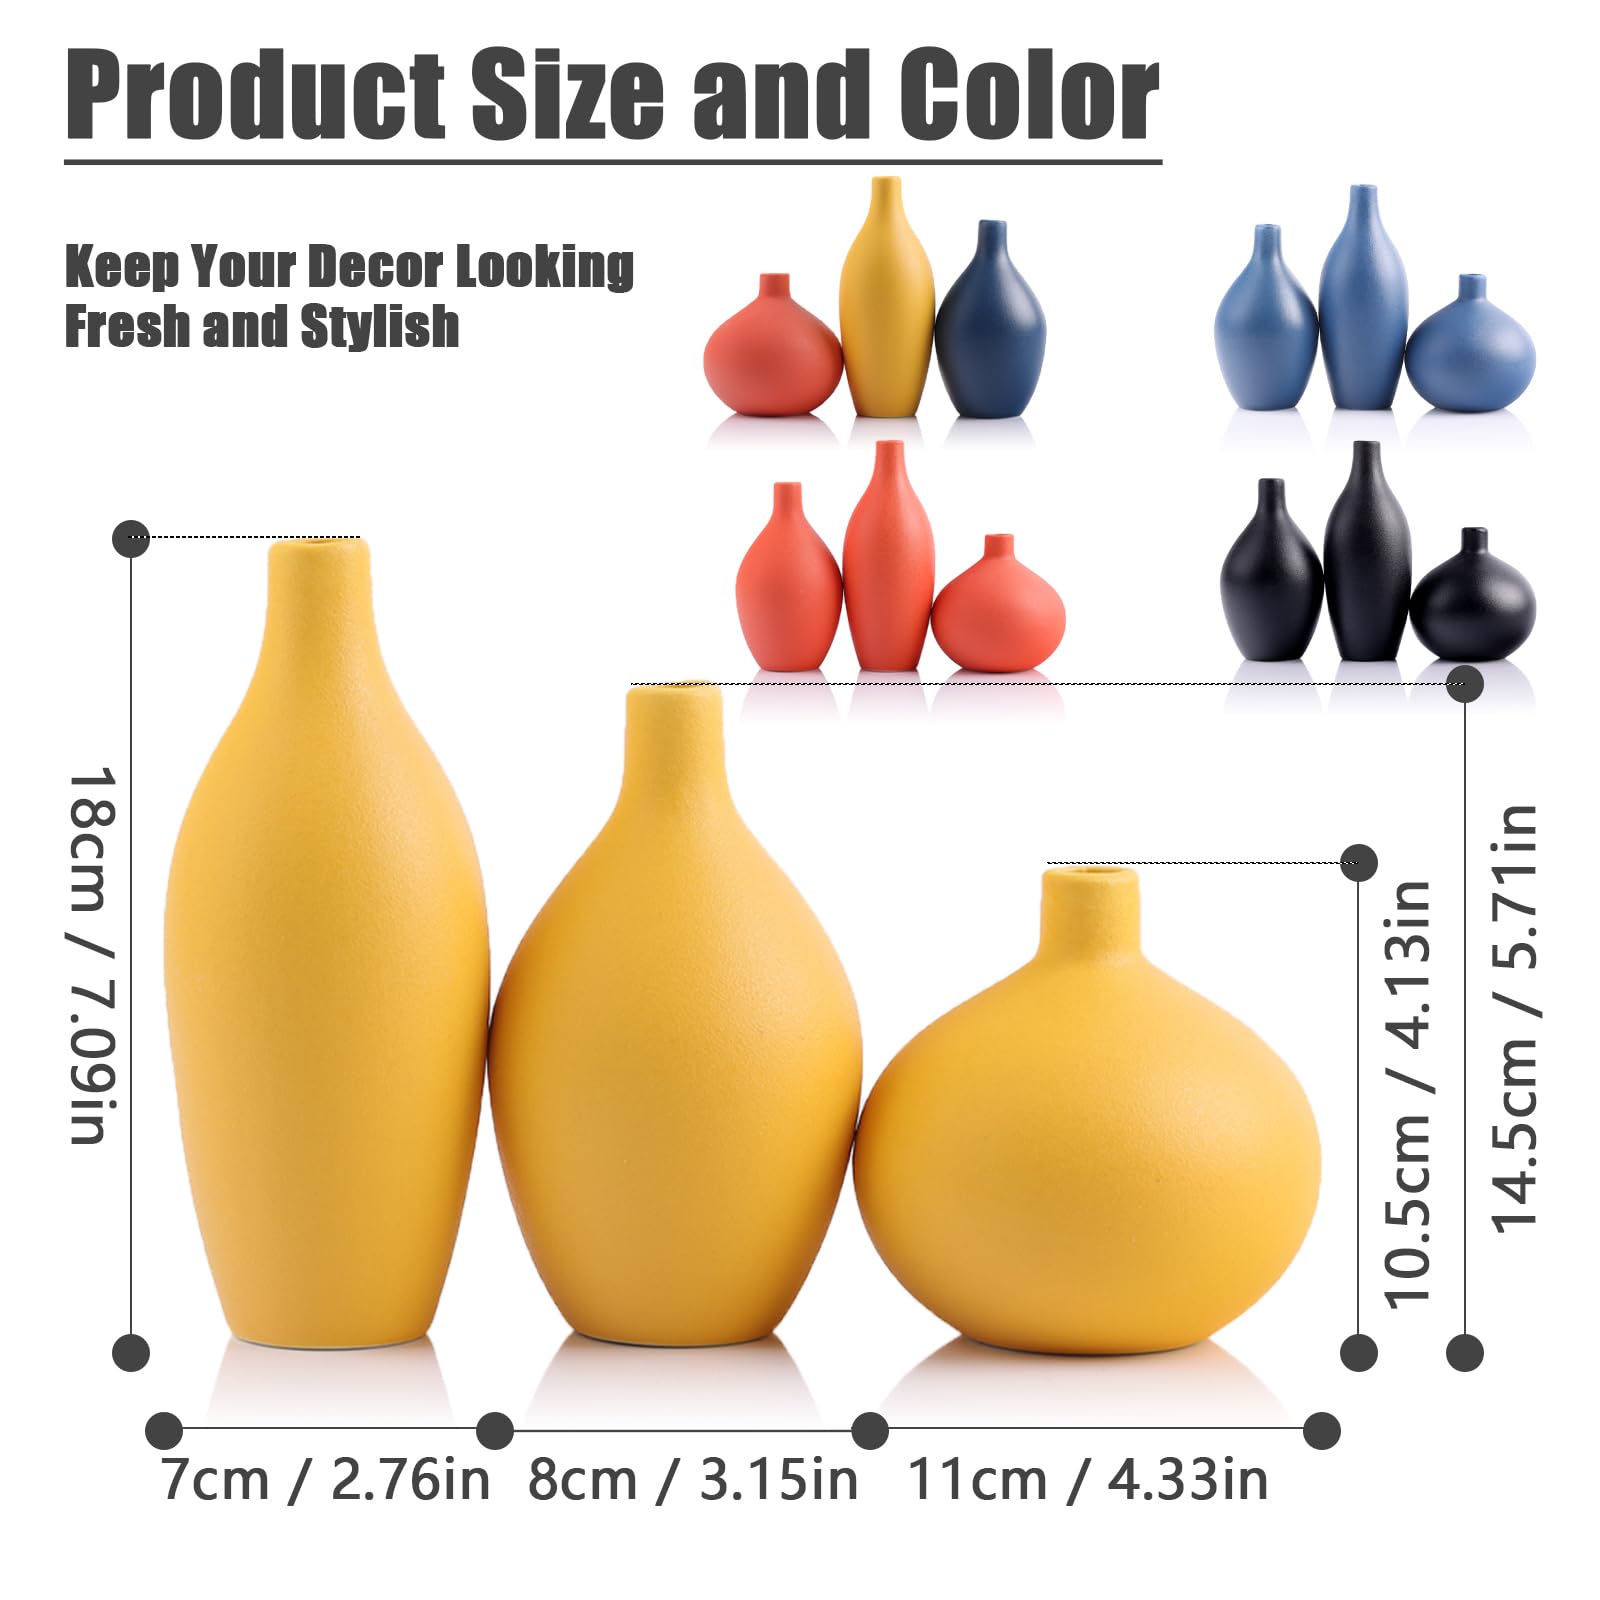 Product Size and Color
Keep Your Decor Looking
Fresh and Stylish
18cm / 7.09in
10.5cm / 4.13in
14.5cm / 5.71in
7cm / 2.76in
8cm / 3.15in
11cm / 4.33in